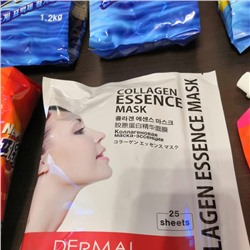 1.2kg
COLLAGEN
ESSENCE
MASK
콜라겐 에센스 마스크
胶原蛋白精华面膜
Коллагеновая
маска-эссенция
コラーゲン エッセンス マスク
25
sheets
DERMAL
COLLAGEN ESSENCE MASK